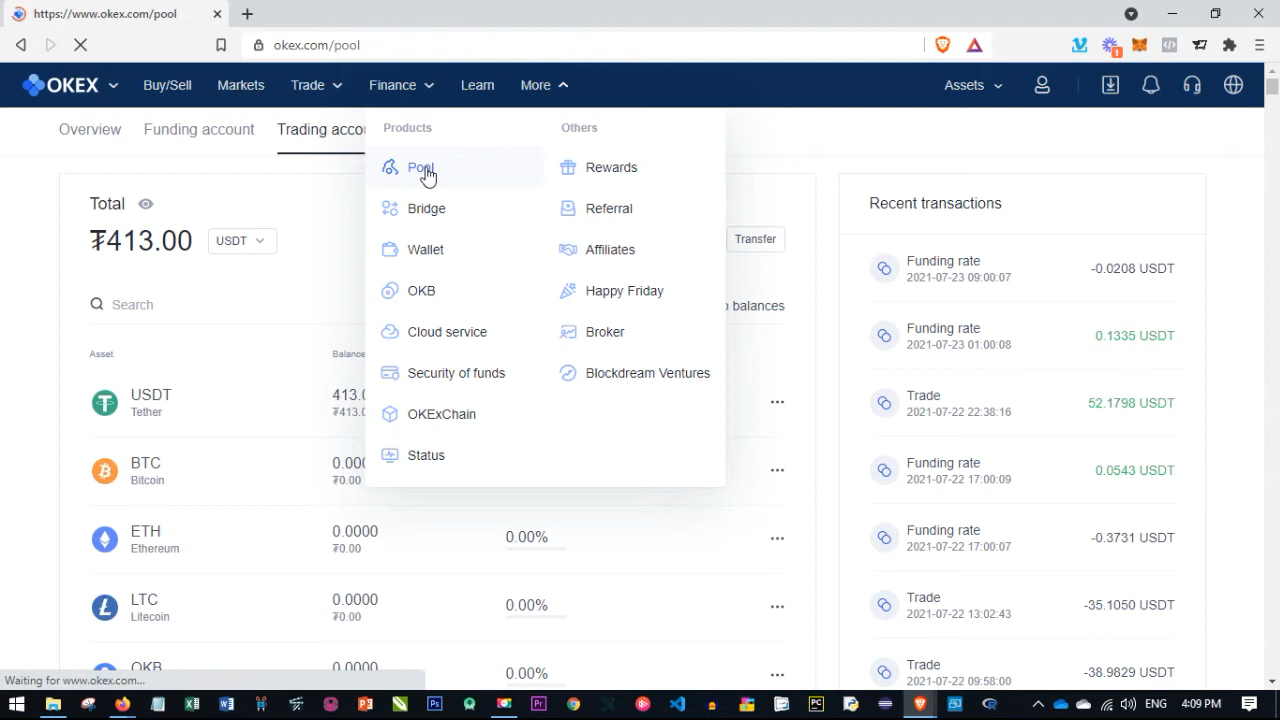 https://www.okex.com/pool
okex.com/pool
1
OKEX
Buy/Sell
Markets
Trade
Finance
Learn
More
Assets
Overview
Funding account
Trading accou
Products
Pool
Bridge
Wallet
OKB
Cloud service
Security of funds
OKExChain
Status
Others
Rewards
Referral
Affiliates
Happy Friday
Broker
Blockdream Ventures
Total
₮413.00
USDT
Transfer
Search
balances
Asset
Balance
USDT
Tether
413.0
₮413.0
BTC
Bitcoin
0.000
₮0.00
ETH
Ethereum
0.0000
₮0.00
0.00%
LTC
Litecoin
0.0000
₮0.00
0.00%
OKB
0.0000
0.00%
Recent transactions
Funding rate
2021-07-23 09:00:07
-0.0208 USDT
Funding rate
2021-07-23 01:00:08
0.1335 USDT
Trade
2021-07-22 22:38:16
52.1798 USDT
Funding rate
2021-07-22 17:00:09
0.0543 USDT
Funding rate
2021-07-22 17:00:07
-0.3731 USDT
Trade
2021-07-22 13:02:43
-35.1050 USDT
Trade
2021-07-22 09:58:00
-38.9829 USDT
Waiting for www.okex.com...
ENG
4:09 PM